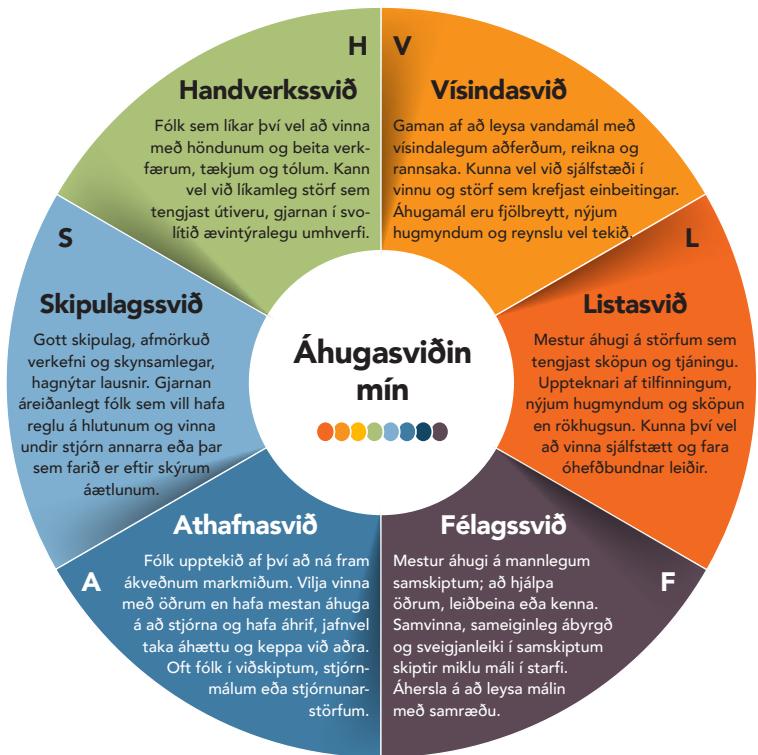 H
Handverkssvið
Fólk sem líkar því vel að vinna
með höndunum og beita verk-
færum, tækjum og tólum. Kann
vel við líkamleg störf sem
tengjast útiveru, gjarnan í svo-
lítið ævintýralegu umhverfi.
V
Vísindasvið
Gaman af að leysa vandamál með
vísindalegum aðferðum, reikna og
rannsaka. Kunna vel við sjálfstæði í
vinnu og störf sem krefjast einbeitingar.
Áhugamál eru fjölbreytt, nýjum
hugmyndum og reynslu vel tekið.
L
Listasvið
Mestur áhugi á störfum sem
tengjast sköpun og tjáningu.
Uppteknari af tilfinningum,
nýjum hugmyndum og sköpun
en rökhugsun. Kunna því vel
að vinna sjálfstætt og fara
óhefðbundnar leiðir.
S
Skipulagssvið
Gott skipulag, afmörkuð
verkefni og skynsamlegar,
hagnýtar lausnir. Gjarnan
áreiðanlegt fólk sem vill hafa
reglu á hlutunum og vinna
undir stjórn annarra eða þar
sem farið er eftir skýrum
áætlunum.
Áhugasviðin
mín
A
Athafnasvið
Fólk upptekið af því að ná fram
ákveðnum markmiðum. Vilja vinna
með öðrum en hafa mestan áhuga
á að stjórna og hafa áhrif, jafnvel
taka áhættu og keppa við aðra.
Oft fólk í viðskiptum, stjórn-
málum eða stjórnunar-
störfum.
F
Félagssvið
Mestur áhugi á mannlegum
samskiptum; að hjálpa
öðrum, leiðbeina eða kenna.
Samvinna, sameiginleg ábyrgð
og sveigjanleiki í samskiptum
skiptir miklu máli í starfi.
Áhersla á að leysa málin
með samræðu.